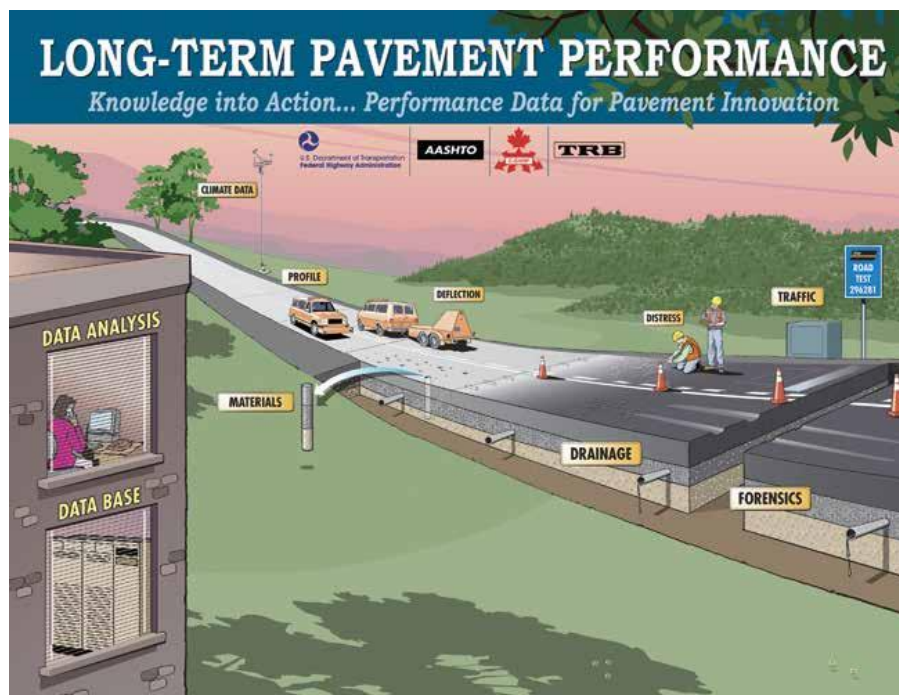 LONG-TERM PAVEMENT PERFORMANCE
Knowledge into Action... Performance Data for Pavement Innovation
U.S. Department of Transportation
Federal Highway Administration
AASHTO
TRB
CLIMATE DATA
PROFILE
DEFLECTION
DISTRESS
TRAFFIC
ROAD
TEST
296281
DATA ANALYSIS
MATERIALS
DRAINAGE
DATA BASE
FORENSICS